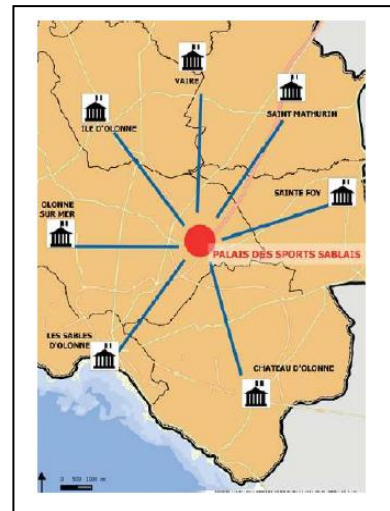 VAIRE
SAINT MATHURIN
ILE D'OLONNE
SAINTE FOY
OLONNE
SUR MER
PALAIS DES SPORTS SABLAIS
LES SABLES
D'OLONNE
CHATEAU D'OLONNE
0 500 1000 m